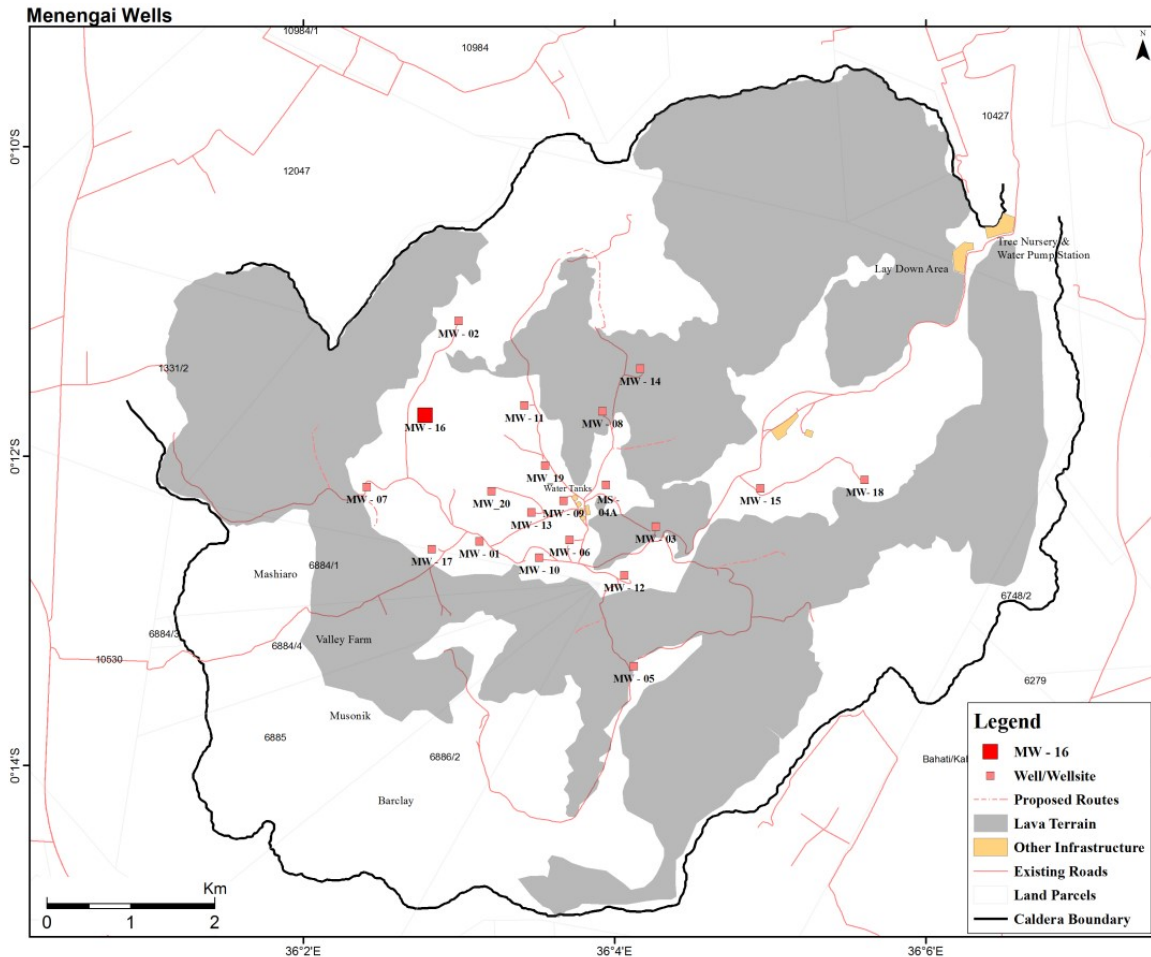 Menengai Wells
10984/1
10984
N
10427
0°10'S
12047
Tree Nursery &
Water Pump Station
Lay Down Area
MW - 02
1331/2
MW - 14
MW - 11
MW - 08
MW - 16
0°12'S
MW - 19
Water Tanks
MW - 07
MW_20
MS -
04A
MW - 09
MW - 15
MW- 18
MW - 13
MW - 03
MW - 01
MW - 06
MW - 17
MW - 10
6884/1
Mashiaro
MW - 12
6748/2
6884/3
Valley Farm
6884/4
10530
MW - 05
6279
Musonik
6885
6886/2
Barclay
0°14'S
Legend
MW - 16
Well/Wellsite
Proposed Routes
Lava Terrain
Other Infrastructure
Existing Roads
Land Parcels
Caldera Boundary
Km
0 1 2
36°2'E
36°4'E
36°6'E